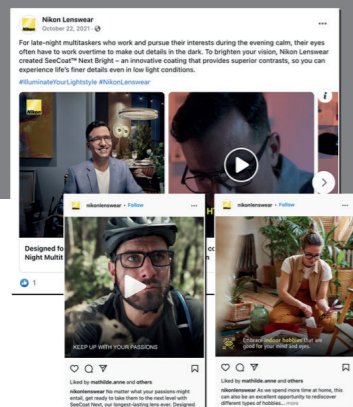 Nikon Lenswear
October 22, 2021 ·
For late-night multitaskers who work and pursue their interests during the evening calm, their eyes
often have to work overtime to make out details in the dark. To brighten your vision, Nikon Lenswear
created SeeCoat™ Next Bright – an innovative coating that provides superior contrasts, so you can
experience life's finer details even in low light conditions.
#IlluminateYourLightstyle #NikonLenswear
Nikon
i
Designed fo
Night Multit
1
nikonlenswear • Follow
KEEP UP WITH YOUR PASSIONS
Liked by mathilde.anne and others
nikonlenswear No matter what your passions might
entail, get ready to take them to the next level with
SeeCoat Next, our longest-lasting lens ever. Designed
nikonlenswear • Follow
Embrace indoor hobbies that are
good for your mind and eyes.
Liked by mathilde.anne and others
nikonlenswear As we spend more time at home, this
can also be an excellent opportunity to rediscover
different types of hobbies... more